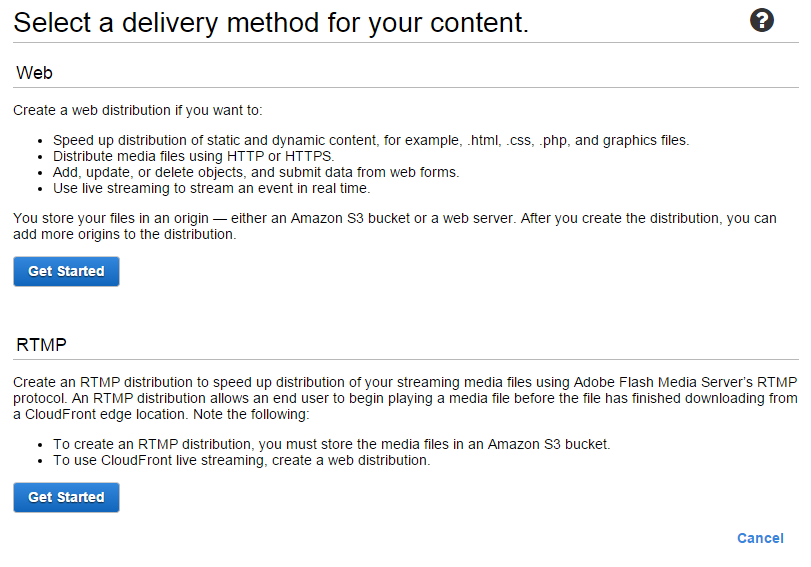 Select a delivery method for your content.
?
Web
Create a web distribution if you want to:
• Speed up distribution of static and dynamic content, for example, .html, .css, .php, and graphics files.
• Distribute media files using HTTP or HTTPS.
• Add, update, or delete objects, and submit data from web forms.
• Use live streaming to stream an event in real time.
You store your files in an origin — either an Amazon S3 bucket or a web server. After you create the distribution, you can
add more origins to the distribution.
Get Started
RTMP
Create an RTMP distribution to speed up distribution of your streaming media files using Adobe Flash Media Server's RTMP
protocol. An RTMP distribution allows an end user to begin playing a media file before the file has finished downloading from
a CloudFront edge location. Note the following:
• To create an RTMP distribution, you must store the media files in an Amazon S3 bucket.
• To use CloudFront live streaming, create a web distribution.
Get Started
Cancel